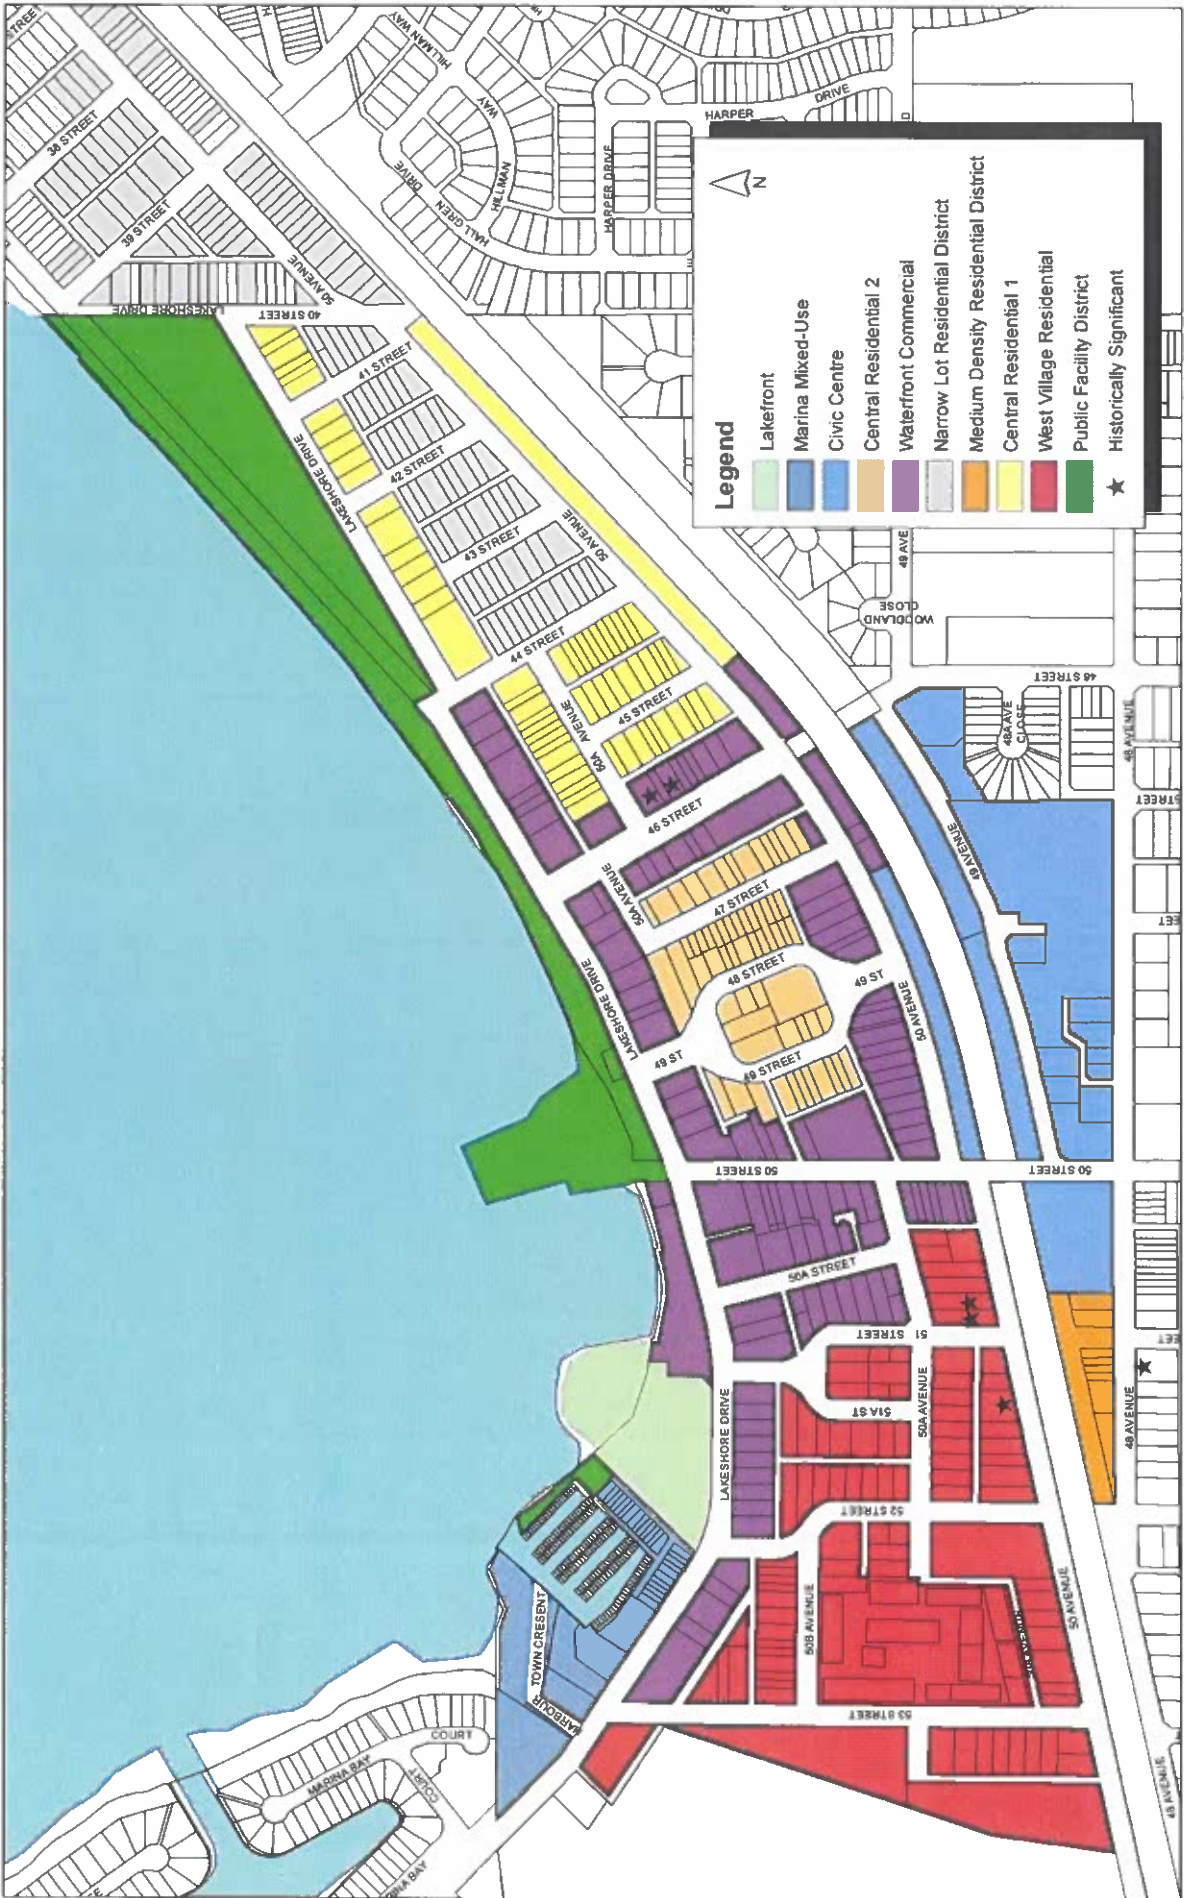 Legend
Lakefront
Marina Mixed-Use
Civic Centre
Central Residential 2
Waterfront Commercial
Narrow Lot Residential District
Medium Density Residential District
Central Residential 1
West Village Residential
Public Facility District
Historically Significant
N
38 STREET
39 STREET
50 AVENUE
LAKESHORE DRIVE
40 STREET
41 STREET
LAKESHORE DRIVE
42 STREET
43 STREET
50 AVENUE
44 STREET
50A AVENUE
45 STREET
46 STREET
50A AVENUE
47 STREET
LAKESHORE DRIVE
48 STREET
49 ST
49 ST
49 STREET
50 AVENUE
50 STREET
50 STREET
50A STREET
51 STREET
51A ST
50A AVENUE
LAKESHORE DRIVE
52 STREET
50B AVENUE
50 AVENUE
53 STREET
HARBOUR
TOWN CRESENT
MARINA BAY
COURT
COURT
48 AVENUE
48 AVENUE
48 AVENUE
49 AVENUE
49 AVE
48A AVE
CLOSE
46 STREET
WOODLAND
CLOSE
HILLMAN WAY
HILLMAN
WAY
HALLGREN
DRIVE
HARPER DRIVE
HARPER
DRIVE